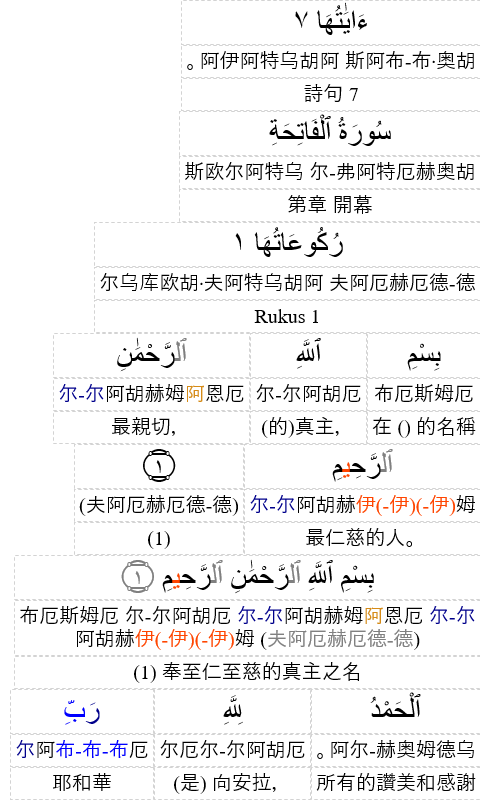 ءَايَٰتُهَا ٧
。阿伊阿特乌胡阿 斯阿布-布·奥胡
詩句 7
سُورَةُ ٱلْفَاتِحَةِ
斯欧尔阿特乌 尔-弗阿特厄赫奥胡
第章 開幕
رُكُوعَاتُهَا ١
尔乌库欧胡·夫阿特乌胡阿 夫阿厄赫厄德-德
Rukus 1
بِسْمِ ٱللَّهِ ٱلرَّحْمَٰنِ
布厄斯姆厄 尔-尔阿胡厄 尔-尔阿胡赫姆阿恩厄
在 () 的名稱 (的)真主, 最親切,
ٱلرَّحِيمِ ١
尔-尔阿胡赫伊(-伊)(-伊)姆 (夫阿厄赫厄德-德)
最仁慈的人。 (1)
بِسْمِ ٱللَّهِ ٱلرَّحْمَٰنِ ٱلرَّحِيمِ ١
布厄斯姆厄 尔-尔阿胡厄 尔-尔阿胡赫姆阿恩厄 尔-尔
阿胡赫伊(-伊)(-伊)姆 (夫阿厄赫厄德-德)
(1) 奉至仁至慈的真主之名
ٱلْحَمْدُ لِلَّهِ رَبِّ
。阿尔-赫奥姆德乌 尔厄尔-尔阿胡厄 尔阿布-布-布厄
所有的讚美和感謝 (是) 向安拉, 耶和華